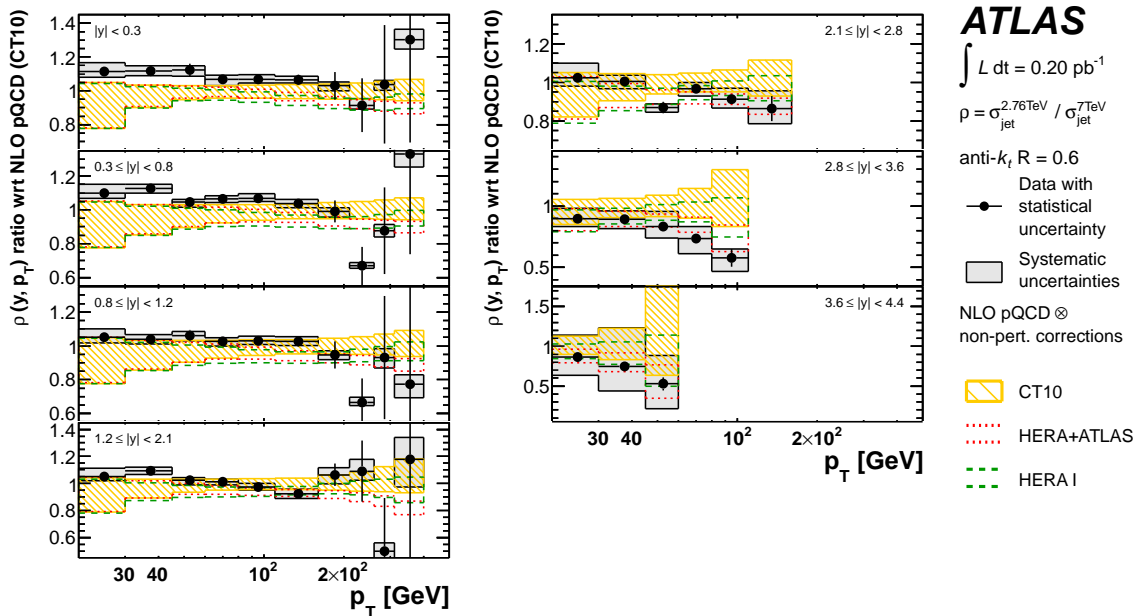 ρ (y, p_T) ratio wrt NLO pQCD (CT10)
|y| < 0.3
1.4
1.2
1
0.8
0.3 ≤ |y| < 0.8
1.2
1
0.8
0.6
0.8 ≤ |y| < 1.2
1.2
1
0.8
0.6
1.2 ≤ |y| < 2.1
1.4
1.2
1
0.8
0.6
30 40 10² 2×10²
p_T [GeV]
ρ (y, p_T) ratio wrt NLO pQCD (CT10)
2.1 ≤ |y| < 2.8
1.4
1.2
1
0.8
2.8 ≤ |y| < 3.6
1
0.5
3.6 ≤ |y| < 4.4
1.5
1
0.5
30 40 10² 2×10²
p_T [GeV]
ATLAS
∫ L dt = 0.20 pb⁻¹
ρ = σ_jet^2.76TeV / σ_jet^7TeV
anti-k_t R = 0.6
Data with
statistical
uncertainty
Systematic
uncertainties
NLO pQCD ⊗
non-pert. corrections
CT10
HERA+ATLAS
HERA I